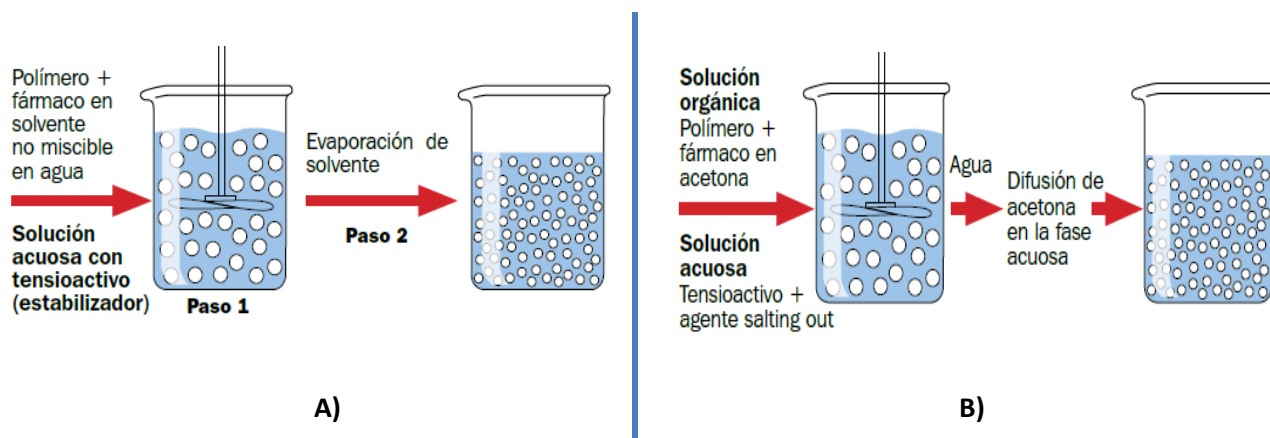 Polímero +
fármaco en
solvente
no miscible
en agua
Solución
acuosa con
tensioactivo
(estabilizador)
Paso 1
Evaporación de
solvente
Paso 2
A)
Solución
orgánica
Polímero +
fármaco en
acetona
Solución
acuosa
Tensioactivo +
agente salting out
Agua
Difusión de
acetona
en la fase
acuosa
B)